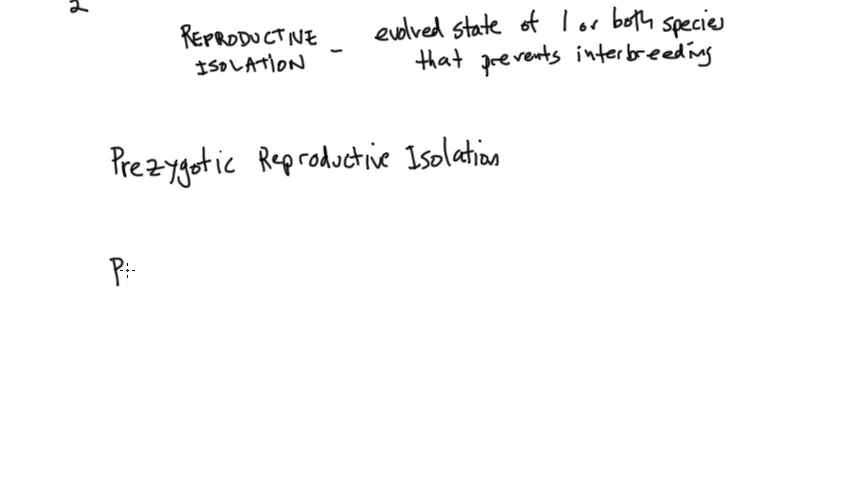 2
REPRODUCTIVE ISOLATION - evolved state of 1 or both species that prevents interbreeding
Prezygotic Reproductive Isolation
P